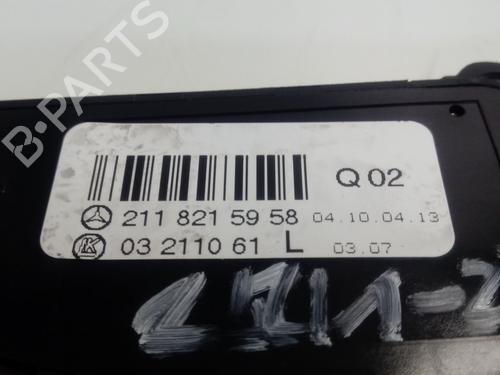 B-PARTS
Q 02
211 821 59 58 04.10.04.13
03 2110 61 L 03.07